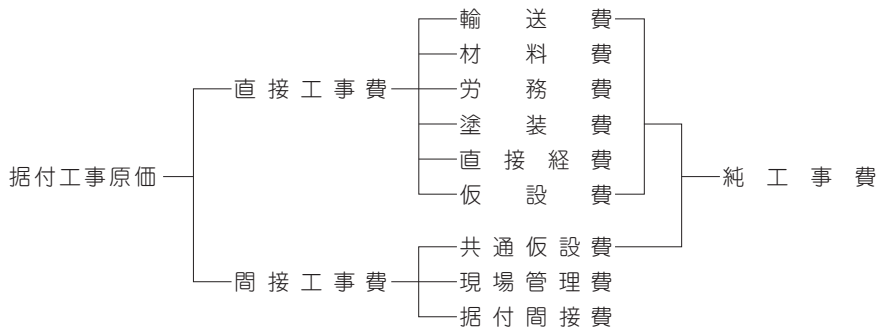 輸送費
材料費
直接工事費
労務費
塗装費
直接経費
据付工事原価
純工事費
仮設費
共通仮設費
間接工事費
現場管理費
据付間接費